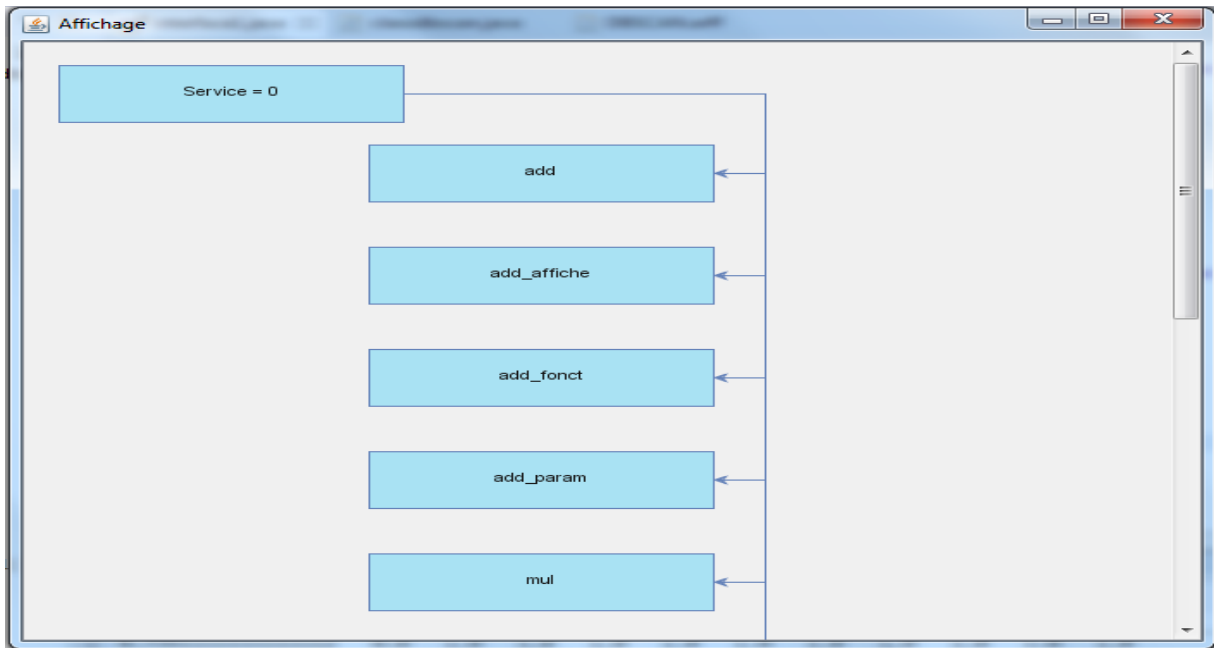 Affichage
Service = 0
add
add_affiche
add_fonct
add_param
mul